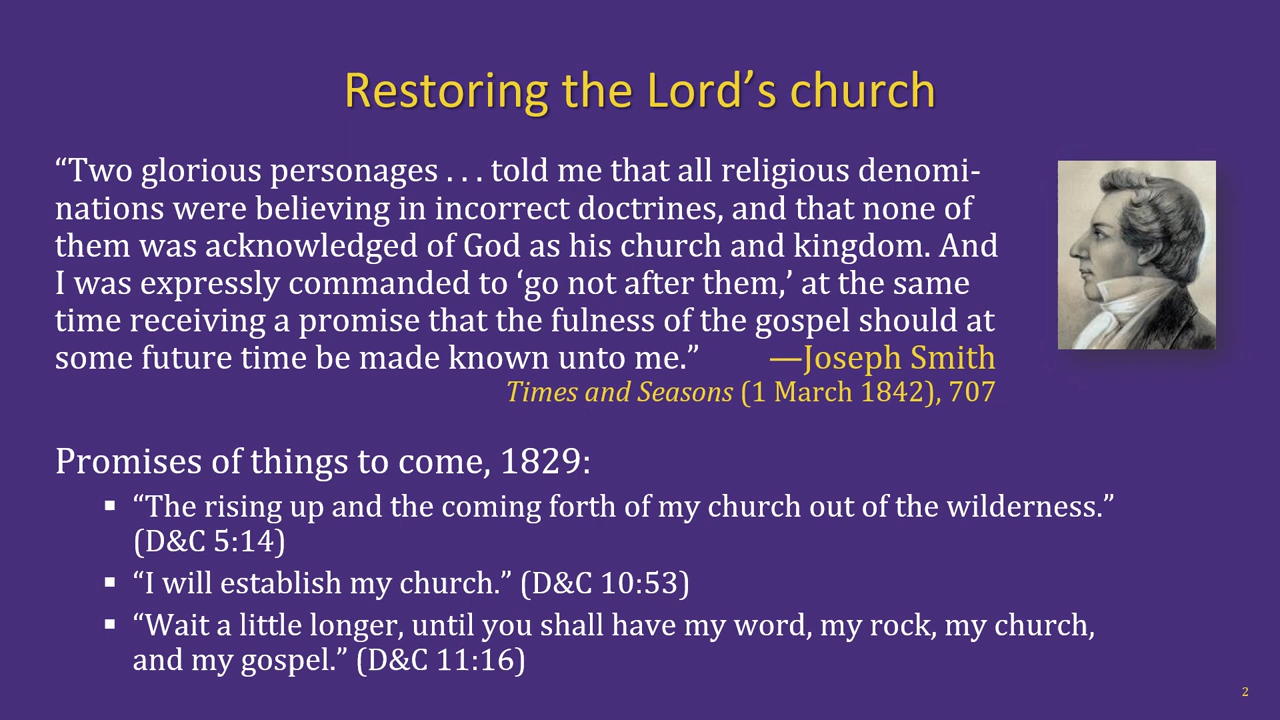 Restoring the Lord’s church
“Two glorious personages . . . told me that all religious denomi-
nations were believing in incorrect doctrines, and that none of
them was acknowledged of God as his church and kingdom. And
I was expressly commanded to ‘go not after them,’ at the same
time receiving a promise that the fulness of the gospel should at
some future time be made known unto me.” —Joseph Smith
Times and Seasons (1 March 1842), 707
Promises of things to come, 1829:
▪ “The rising up and the coming forth of my church out of the wilderness.”
(D&C 5:14)
▪ “I will establish my church.” (D&C 10:53)
▪ “Wait a little longer, until you shall have my word, my rock, my church,
and my gospel.” (D&C 11:16)
2